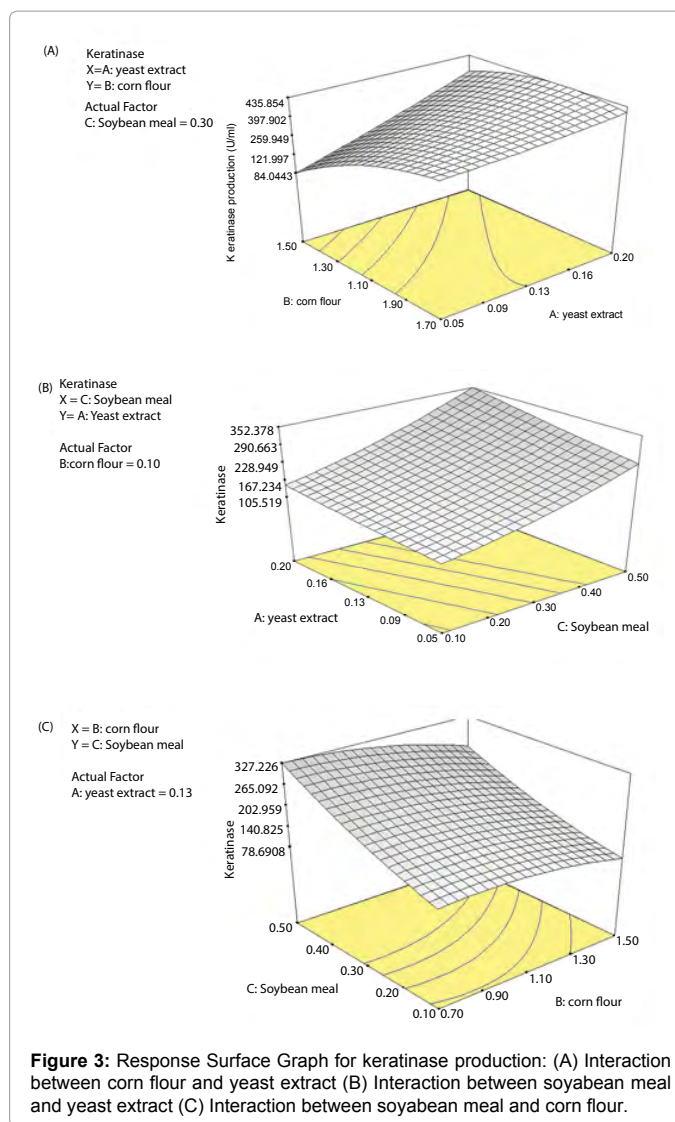 (A)
Keratinase
X=A: yeast extract
Y= B: corn flour
Actual Factor
C: Soybean meal = 0.30
435.854
397.902
259.949
121.997
84.0443
K eratinase production (U/ml)
1.50
1.30
1.10
1.90
1.70
B: corn flour
0.05
0.09
0.13
0.16
0.20
A: yeast extract
(B) Keratinase
X = C: Soybean meal
Y= A: Yeast extract
Actual Factor
B:corn flour = 0.10
352.378
290.663
228.949
167.234
105.519
Keratinase
0.20
0.16
0.13
0.09
0.05
A: yeast extract
0.10
0.20
0.30
0.40
0.50
C: Soybean meal
(C) X = B: corn flour
Y = C: Soybean meal
Actual Factor
A: yeast extract = 0.13
327.226
265.092
202.959
140.825
78.6908
Keratinase
0.50
0.40
0.30
0.20
0.10
C: Soybean meal
0.70
0.90
1.10
1.30
1.50
B: corn flour
Figure 3: Response Surface Graph for keratinase production: (A) Interaction
between corn flour and yeast extract (B) Interaction between soyabean meal
and yeast extract (C) Interaction between soyabean meal and corn flour.